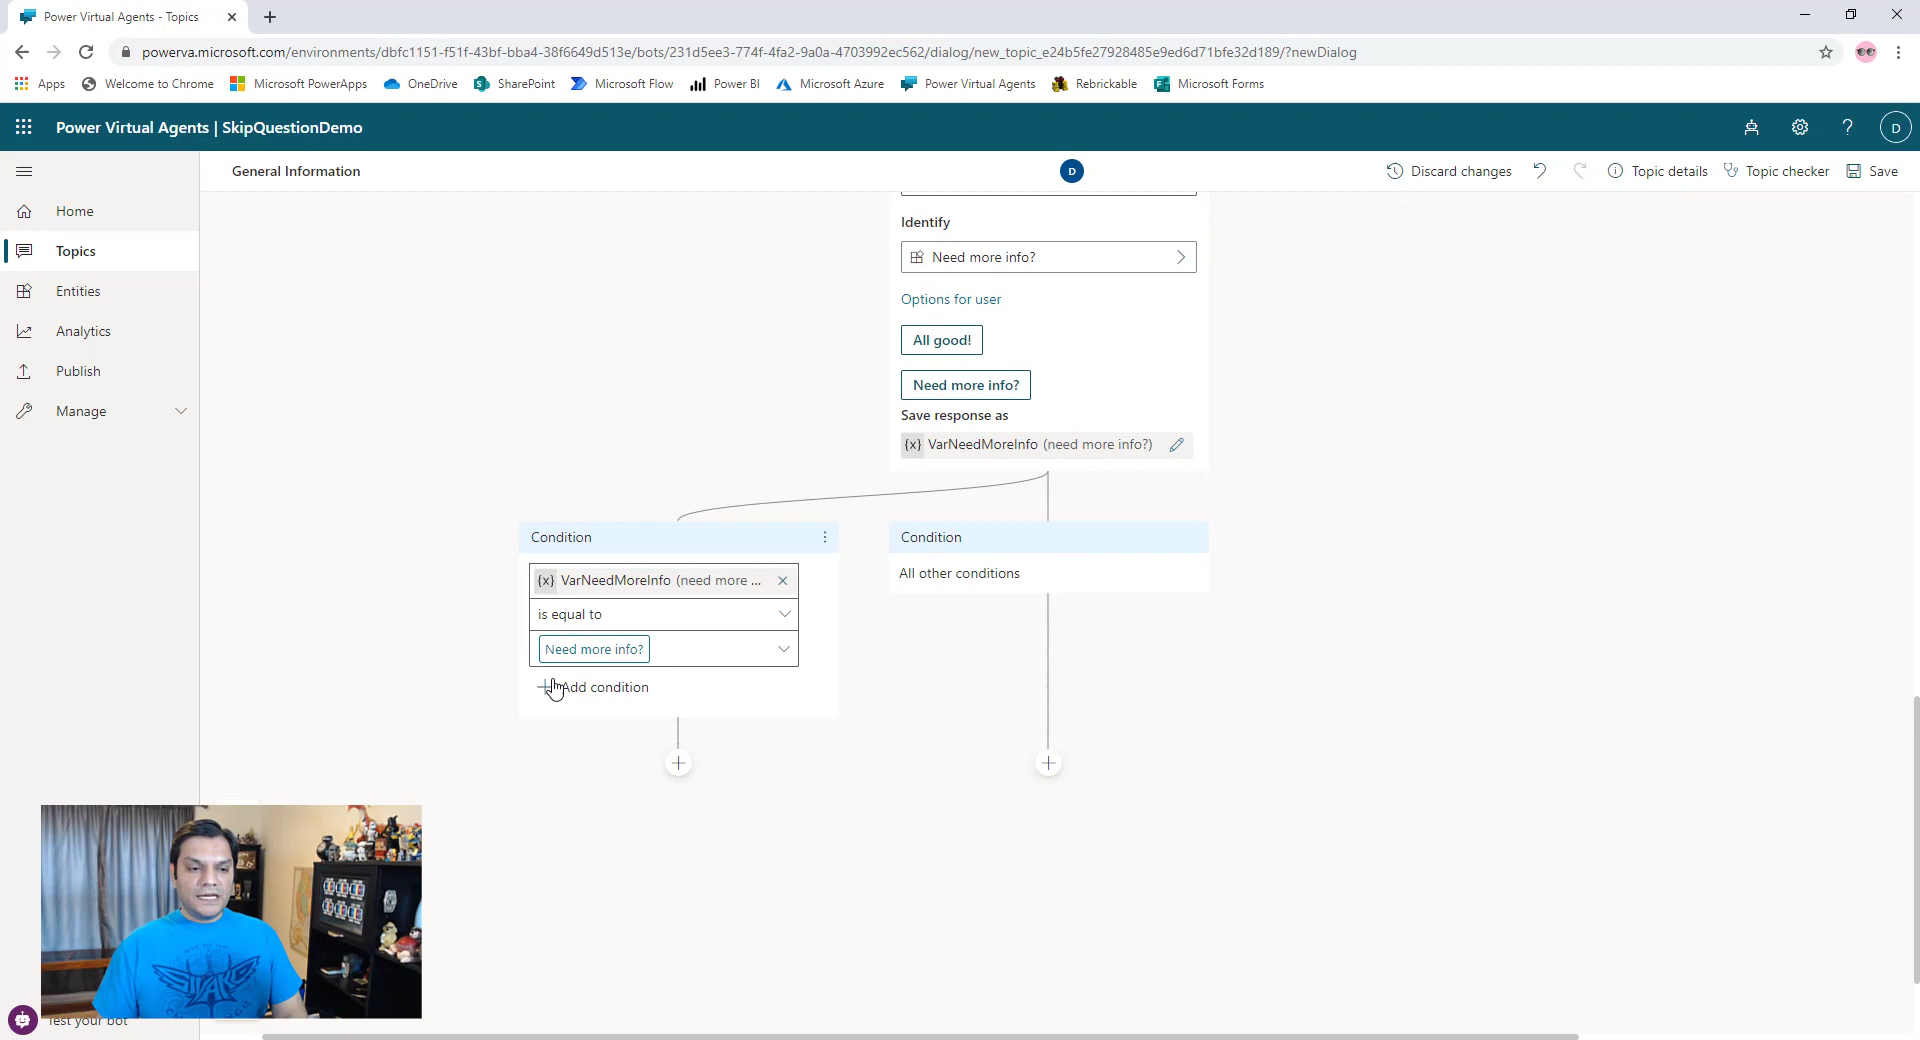 Power Virtual Agents - Topics
powerva.microsoft.com/environments/dbfc1151-f51f-43bf-bba4-38f6649d513e/bots/231d5ee3-774f-4fa2-9a0a-4703992ec562/dialog/new_topic_e24b5fe27928485e9ed6d71bfe32d189/?newDialog
Apps Welcome to Chrome Microsoft PowerApps OneDrive SharePoint Microsoft Flow Power BI Microsoft Azure Power Virtual Agents Rebrickable Microsoft Forms
Power Virtual Agents | SkipQuestionDemo
D
General Information
D
Discard changes Topic details Topic checker Save
Home
Topics
Entities
Analytics
Publish
Manage
Identify
Need more info?
Options for user
All good!
Need more info?
Save response as
{x} VarNeedMoreInfo (need more info?)
Condition
{x} VarNeedMoreInfo (need more ...
is equal to
Need more info?
Add condition
Condition
All other conditions
Test your bot